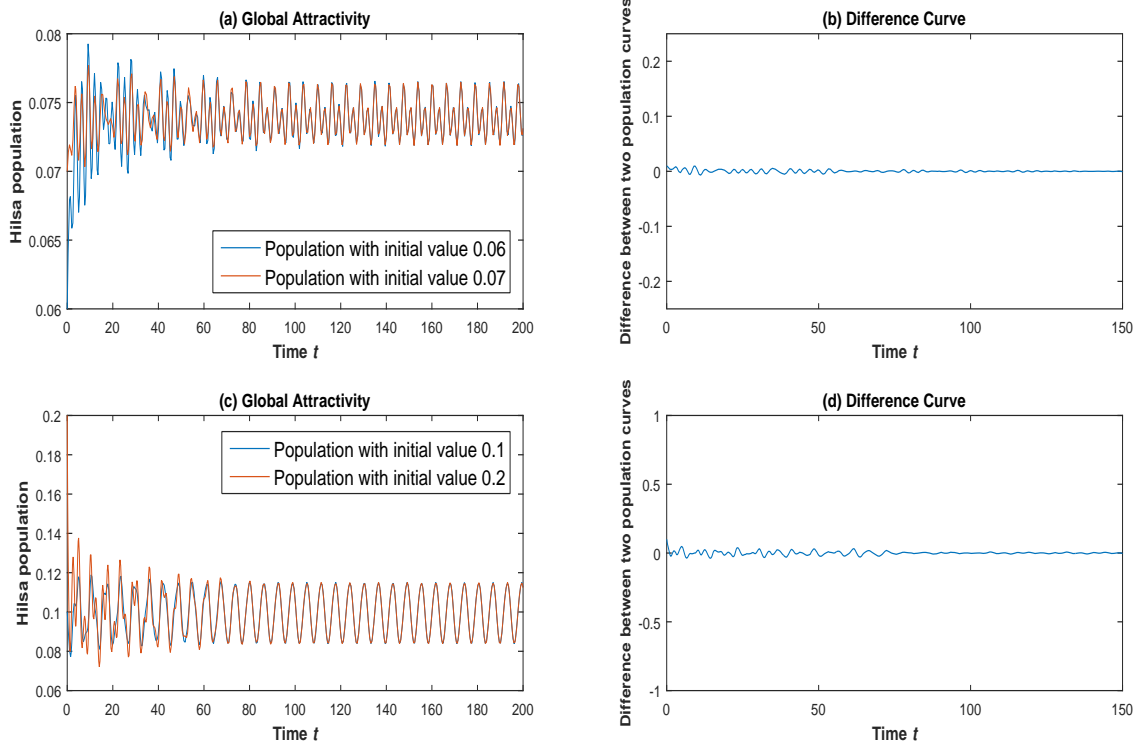 (a) Global Attractivity
Hilsa population
0.08
0.075
0.07
0.065
0.06
Population with initial value 0.06
Population with initial value 0.07
0 20 40 60 80 100 120 140 160 180 200
Time t
(b) Difference Curve
Difference between two population curves
0.2
0.1
0
-0.1
-0.2
0 50 100 150
Time t
(c) Global Attractivity
Hilsa population
0.2
0.18
0.16
0.14
0.12
0.1
0.08
0.06
Population with initial value 0.1
Population with initial value 0.2
0 20 40 60 80 100 120 140 160 180 200
Time t
(d) Difference Curve
Difference between two population curves
1
0.5
0
-0.5
-1
0 50 100 150
Time t